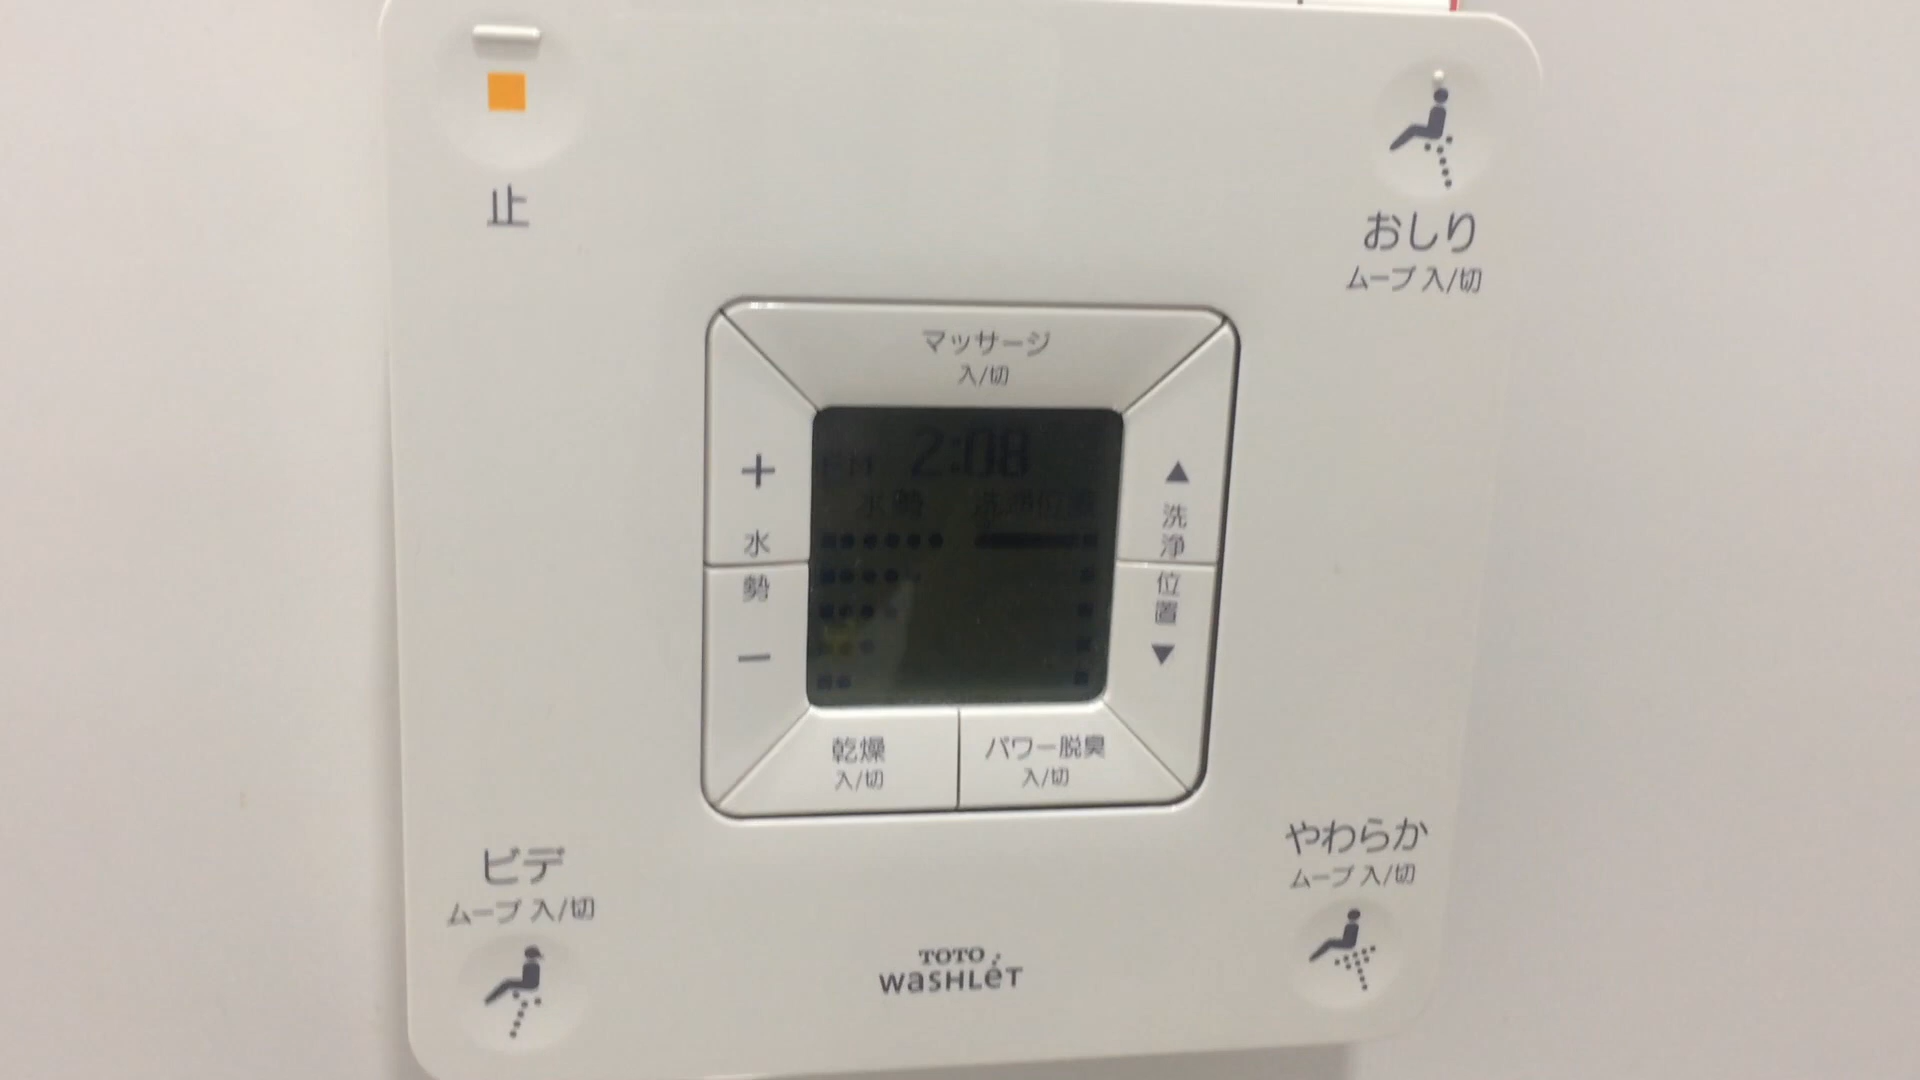 止
おしり
ムーブ 入/切
マッサージ
入/切
PM 2:08
水勢 洗浄位置
+
水
勢
−
▲
洗
浄
位
置
▼
乾燥
入/切
パワー脱臭
入/切
ビデ
ムーブ 入/切
やわらか
ムーブ 入/切
TOTO
WASHLeT